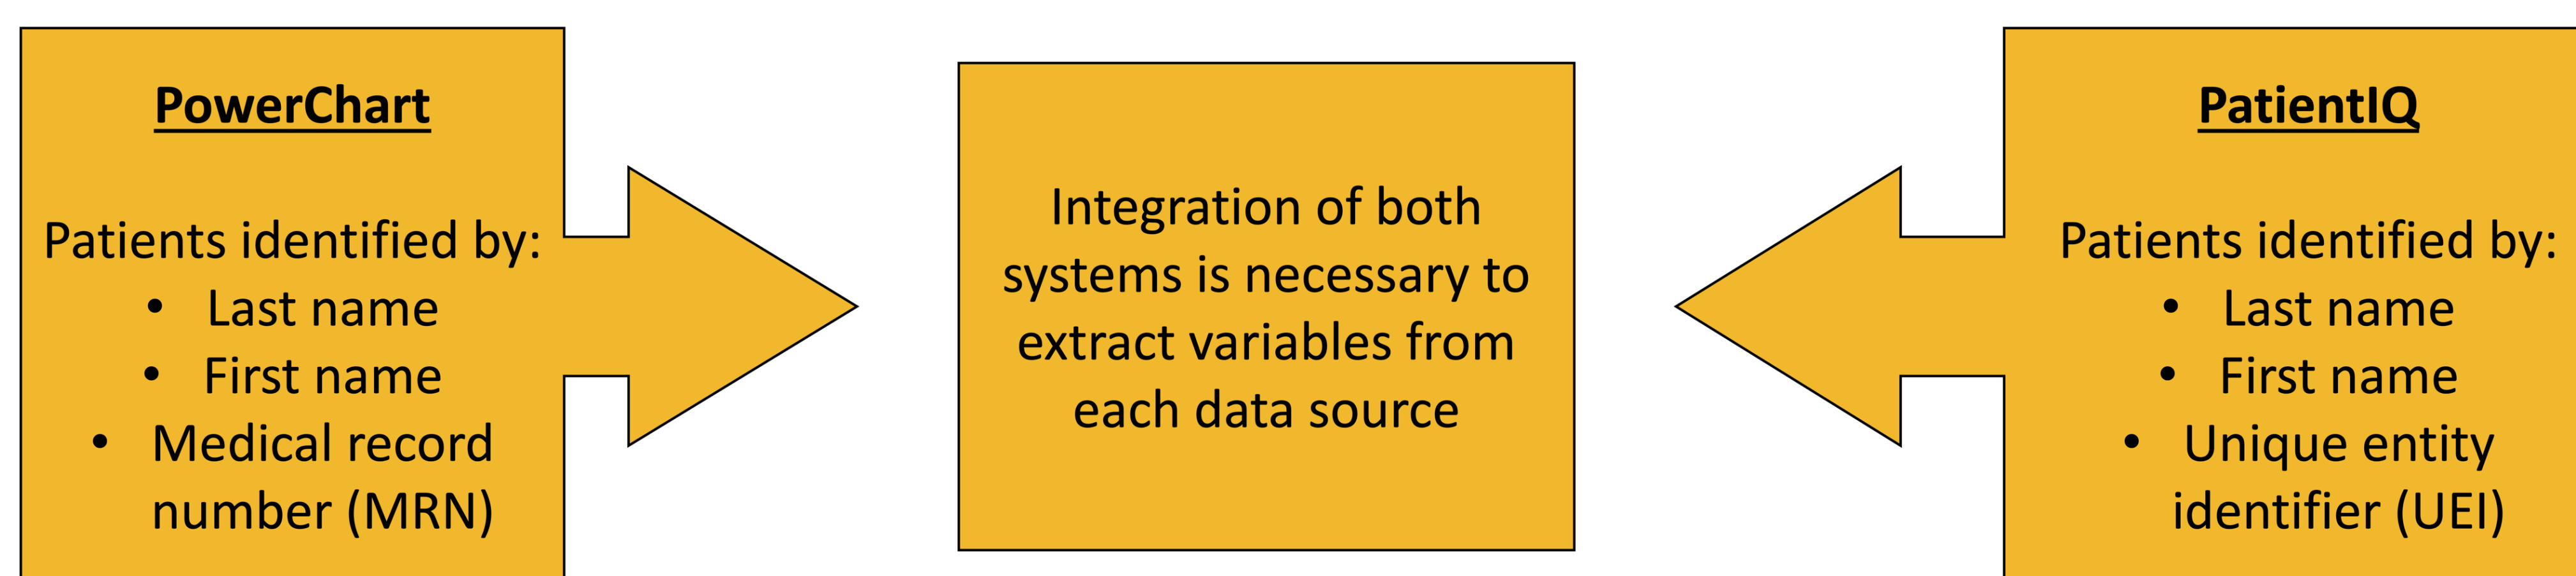 PowerChart
Patients identified by:
• Last name
• First name
• Medical record
number (MRN)
Integration of both
systems is necessary to
extract variables from
each data source
PatientIQ
Patients identified by:
• Last name
• First name
• Unique entity
identifier (UEI)